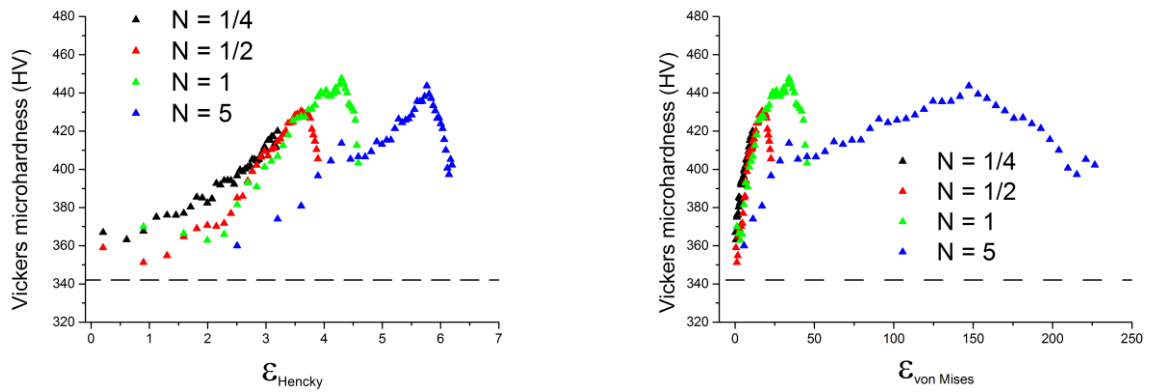 Vickers microhardness (HV)
480
460
440
420
400
380
360
340
320
N = 1/4
N = 1/2
N = 1
N = 5
0 1 2 3 4 5 6 7
ε Hencky
Vickers microhardness (HV)
480
460
440
420
400
380
360
340
320
N = 1/4
N = 1/2
N = 1
N = 5
0 50 100 150 200 250
ε von Mises